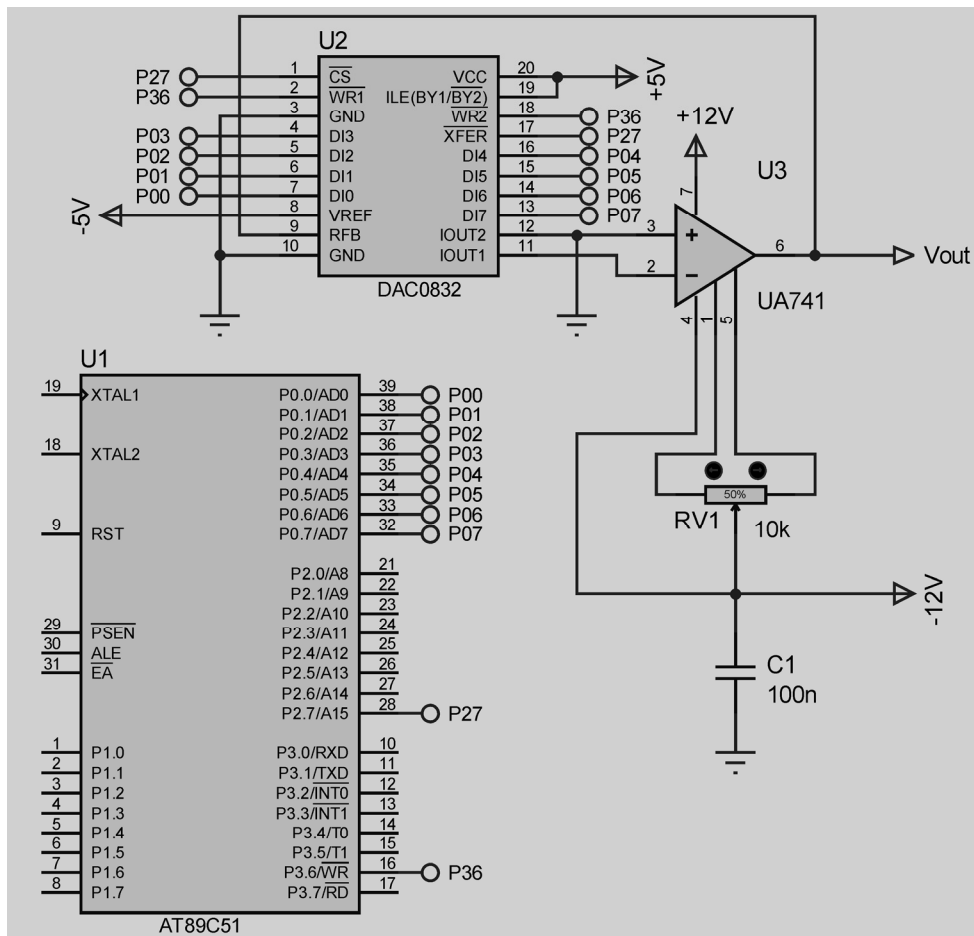 U2
P27 1 CS VCC 20 +5V
P36 2 WR1 ILE(BY1/BY2) 19
3 GND WR2 18 P36
P03 4 DI3 XFER 17 P27
P02 5 DI2 DI4 16 P04
P01 6 DI1 DI5 15 P05
P00 7 DI0 DI6 14 P06
-5V 8 VREF DI7 13 P07
9 RFB IOUT2 12
10 GND IOUT1 11
DAC0832
+12V
U3
7
3 +
2 −
6 Vout
4 1 5
UA741
U1
19 XTAL1 P0.0/AD0 39 P00
P0.1/AD1 38 P01
P0.2/AD2 37 P02
18 XTAL2 P0.3/AD3 36 P03
P0.4/AD4 35 P04
P0.5/AD5 34 P05
P0.6/AD6 33 P06
9 RST P0.7/AD7 32 P07
P2.0/A8 21
P2.1/A9 22
P2.2/A10 23
29 PSEN P2.3/A11 24
30 ALE P2.4/A12 25
31 EA P2.5/A13 26
P2.6/A14 27
P2.7/A15 28 P27
1 P1.0 P3.0/RXD 10
2 P1.1 P3.1/TXD 11
3 P1.2 P3.2/INT0 12
4 P1.3 P3.3/INT1 13
5 P1.4 P3.4/T0 14
6 P1.5 P3.5/T1 15
7 P1.6 P3.6/WR 16 P36
8 P1.7 P3.7/RD 17
AT89C51
50%
RV1
10k
-12V
C1
100n